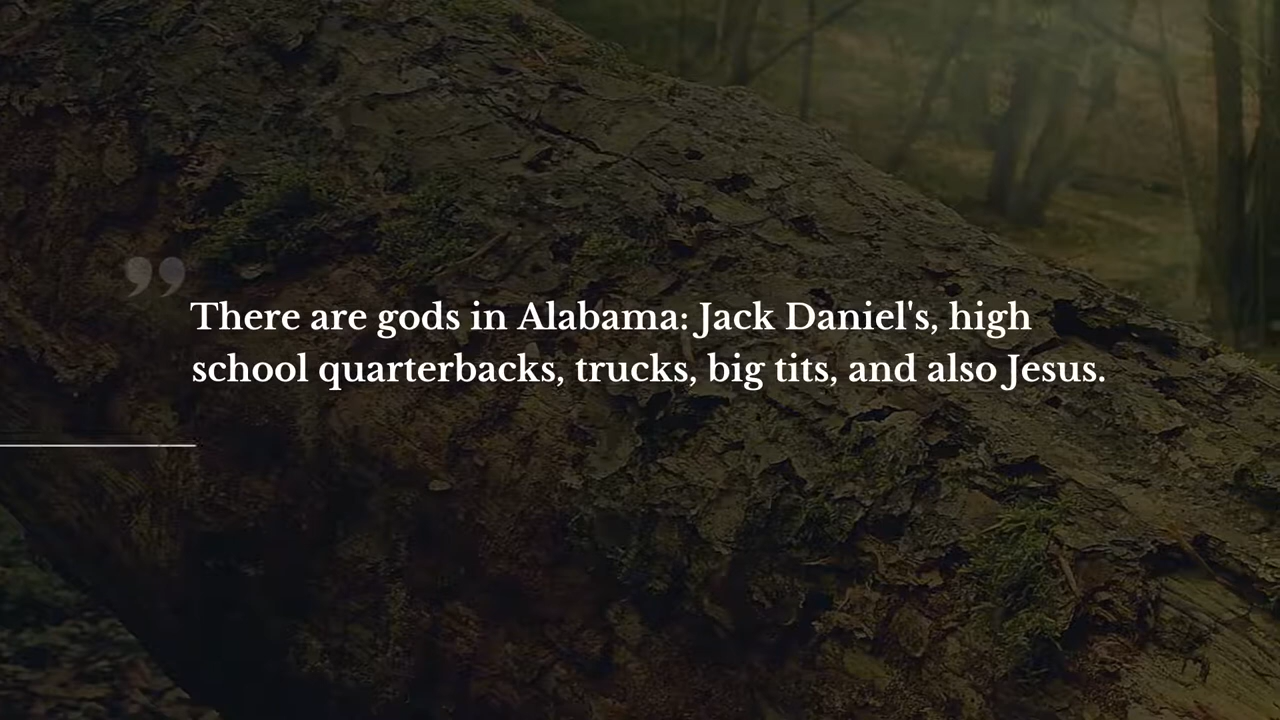 ”
There are gods in Alabama: Jack Daniel's, high
school quarterbacks, trucks, big tits, and also Jesus.